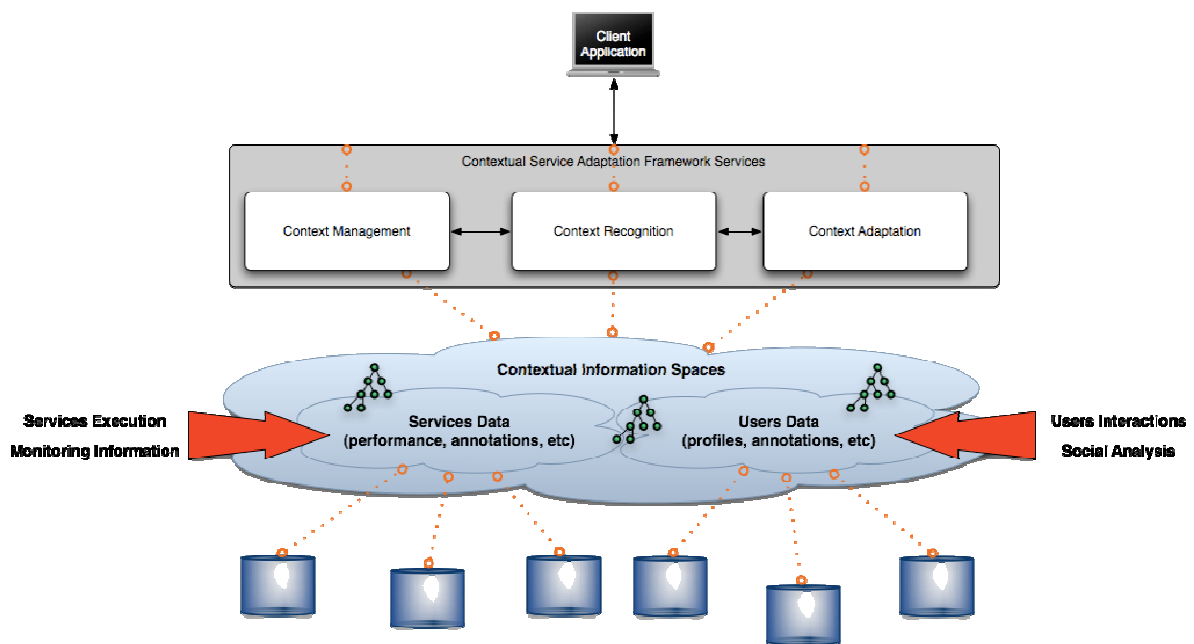 Client
Application
Contextual Service Adaptation Framework Services
Context Management
Context Recognition
Context Adaptation
Contextual Information Spaces
Services Data
(performance, annotations, etc)
Users Data
(profiles, annotations, etc)
Services Execution
Monitoring Information
Users Interactions
Social Analysis